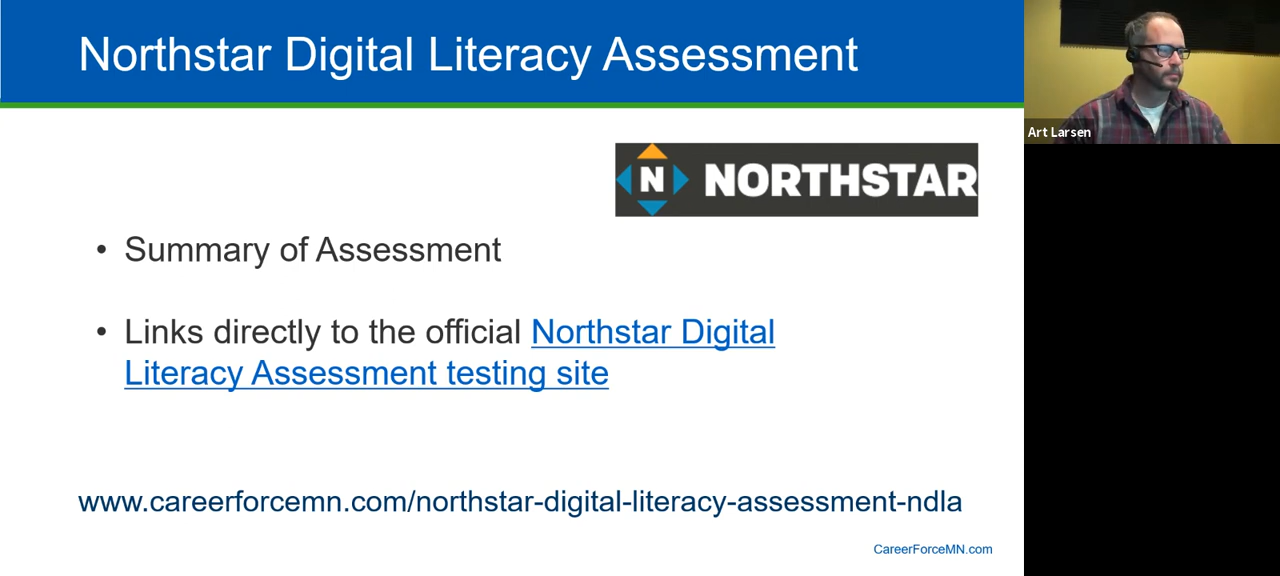 Northstar Digital Literacy Assessment
Art Larsen
N NORTHSTAR
• Summary of Assessment
• Links directly to the official Northstar Digital
Literacy Assessment testing site
www.careerforcemn.com/northstar-digital-literacy-assessment-ndla
CareerForceMN.com